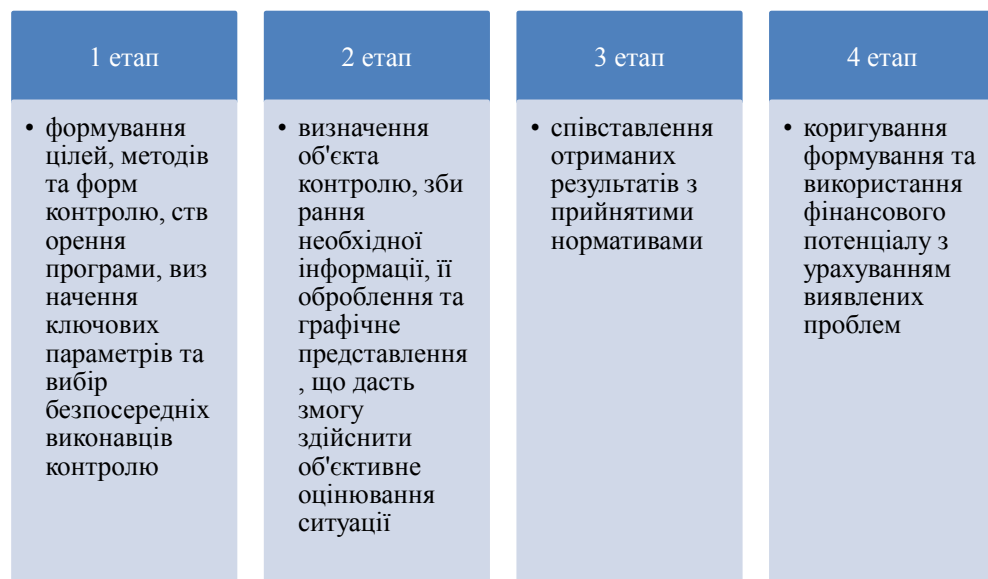 1 етап
• формування
цілей, методів
та форм
контролю, ств
орення
програми, виз
начення
ключових
параметрів та
вибір
безпосередніх
виконавців
контролю
2 етап
• визначення
об'єкта
контролю, зби
рання
необхідної
інформації, її
оброблення та
графічне
представлення
, що дасть
змогу
здійснити
об'єктивне
оцінювання
ситуації
3 етап
• співставлення
отриманих
результатів з
прийнятими
нормативами
4 етап
• коригування
формування та
використання
фінансового
потенціалу з
урахуванням
виявлених
проблем